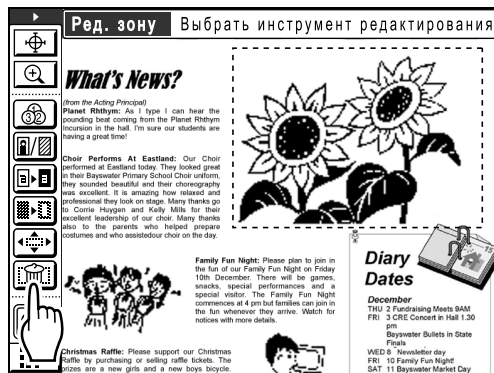 Ред. зону Выбрать инструмент редактирования
What's News?
(from the Acting Principal)
Planet Rhthym: As I type I can hear the
pounding beat coming from the Planet Rhthym
Incursion in the hall. I'm sure our students are
having a great time!
Choir Performs At Eastland: Our Choir
performed at Eastland today. They looked great
in their Bayswater Primary School Choir uniform,
they sounded beautiful and their choreography
was excellent. It is amazing how relaxed and
professional they look on stage. Many thanks go
to Corrie Huygen and Kelly Mills for their
excellent leadership of our choir. Many thanks
also to the parents who helped prepare
costumes and who assistedour choir on the day.
Family Fun Night: Please plan to join in
the fun of our Family Fun Night on Friday
10th December. There will be games,
snacks, special performances and a
special visitor. The Family Fun Night
commences at 4 pm but families can join in
the fun whenever they arrive. Watch for
notices with more details.
Christmas Raffle: Please support our Christmas
Raffle by purchasing or selling raffle tickets. The
prizes are a new girls and a new boys bicycle.
Diary
Dates
December
THU 2 Fundraising Meets 9AM
FRI 3 CRE Concert in Hall 1.30
pm
Bayswater Bullets in State
Finals
WED 8 Newsletter day
FRI 10 Family Fun Night!
SAT 11 Bayswater Market Day